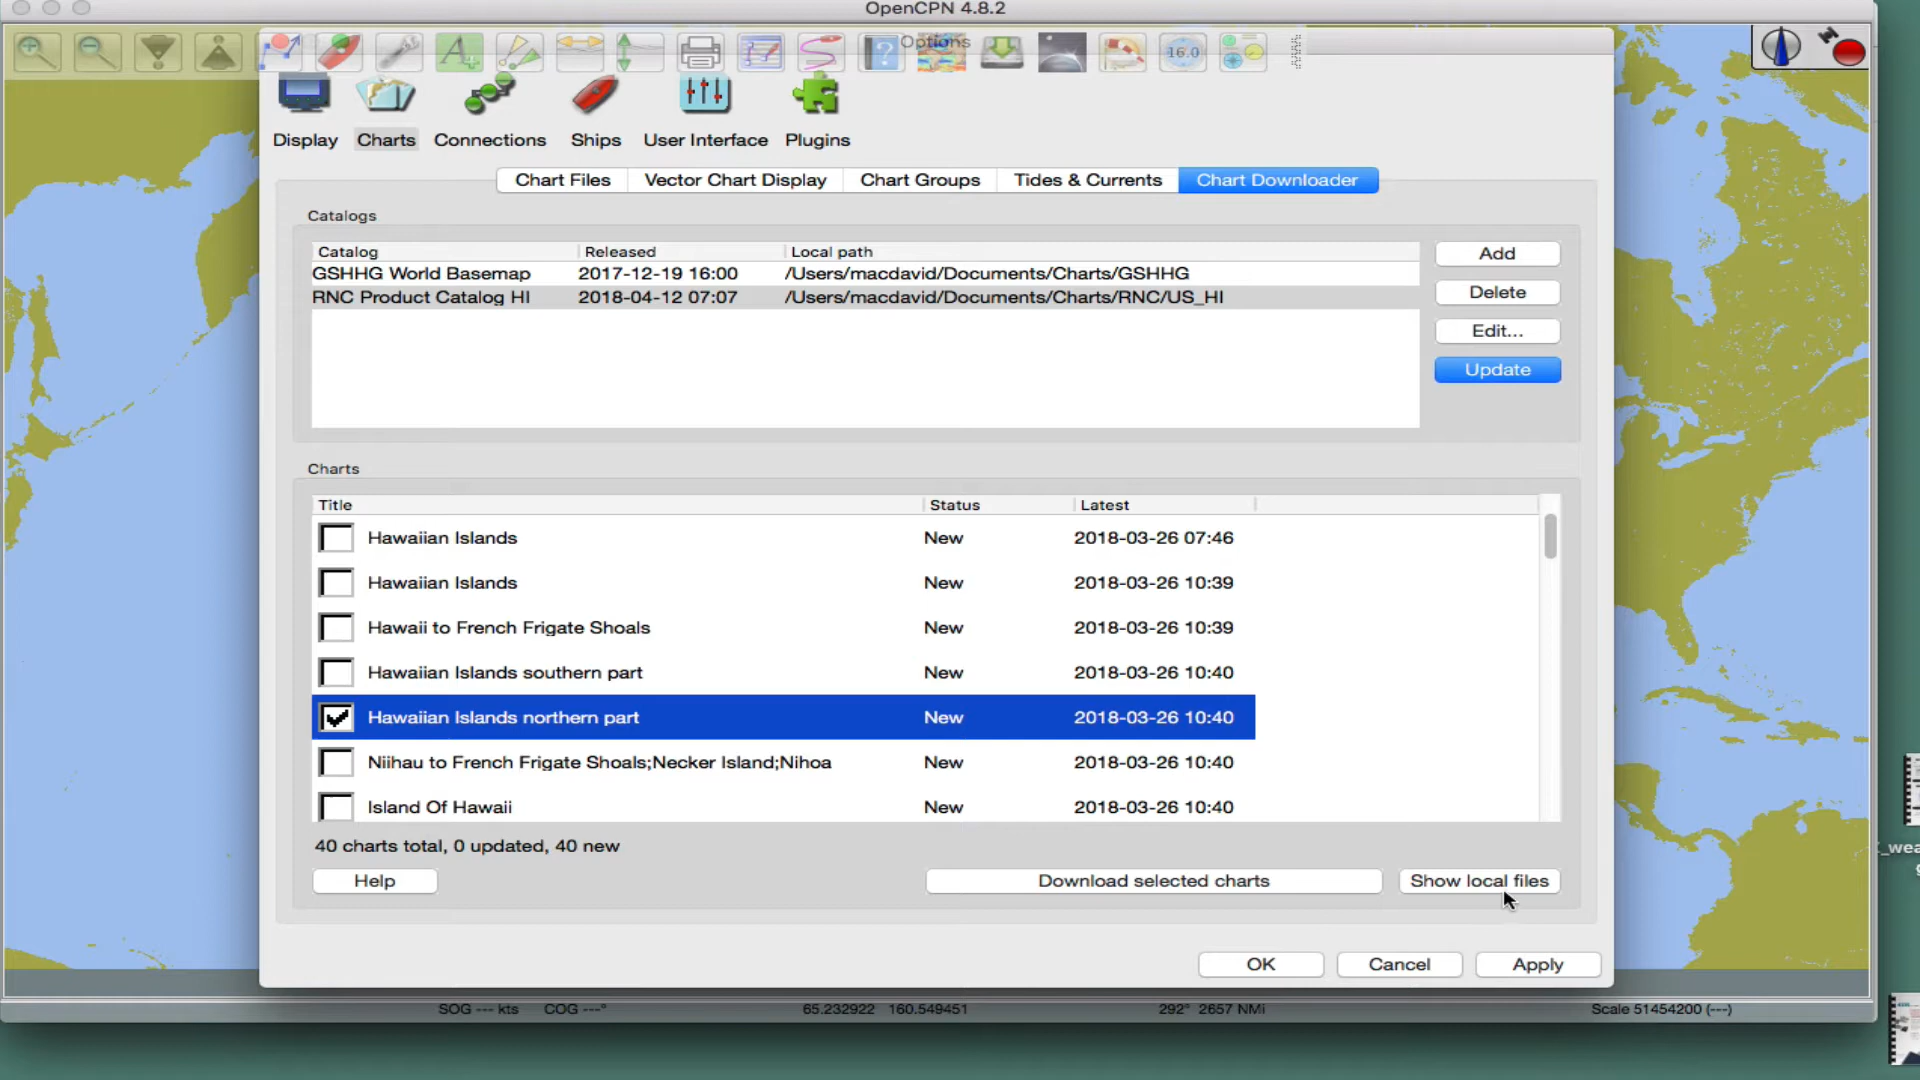 OpenCPN 4.8.2
Options
16.0
Display Charts Connections Ships User Interface Plugins
Chart Files Vector Chart Display Chart Groups Tides & Currents Chart Downloader
Catalogs
Catalog Released Local path
GSHHG World Basemap 2017-12-19 16:00 /Users/macdavid/Documents/Charts/GSHHG
RNC Product Catalog HI 2018-04-12 07:07 /Users/macdavid/Documents/Charts/RNC/US_HI
Add
Delete
Edit...
Update
Charts
Title Status Latest
Hawaiian Islands New 2018-03-26 07:46
Hawaiian Islands New 2018-03-26 10:39
Hawaii to French Frigate Shoals New 2018-03-26 10:39
Hawaiian Islands southern part New 2018-03-26 10:40
Hawaiian Islands northern part New 2018-03-26 10:40
Niihau to French Frigate Shoals;Necker Island;Nihoa New 2018-03-26 10:40
Island Of Hawaii New 2018-03-26 10:40
40 charts total, 0 updated, 40 new
Help Download selected charts Show local files
OK Cancel Apply
SOG --- kts COG ---° 65.232922 160.549451 292° 2657 NMi Scale 51454200 (---)